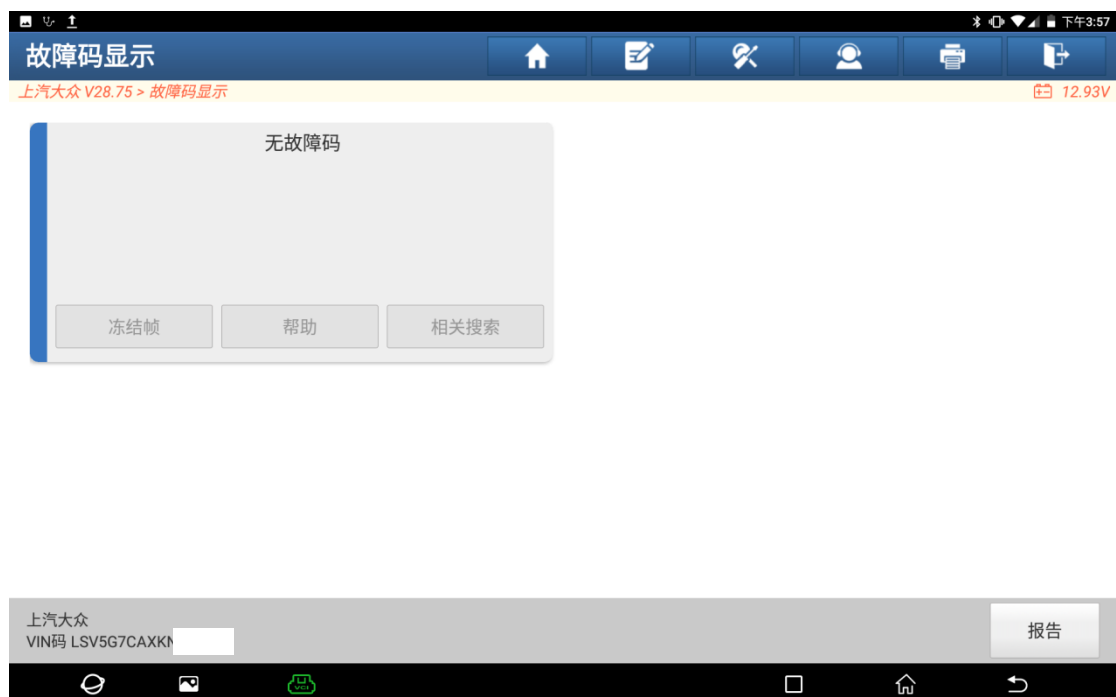 下午3:57
故障码显示
上汽大众 V28.75 > 故障码显示
12.93V
无故障码
冻结帧
帮助
相关搜索
上汽大众
VIN码 LSV5G7CAXKN
报告
VCI